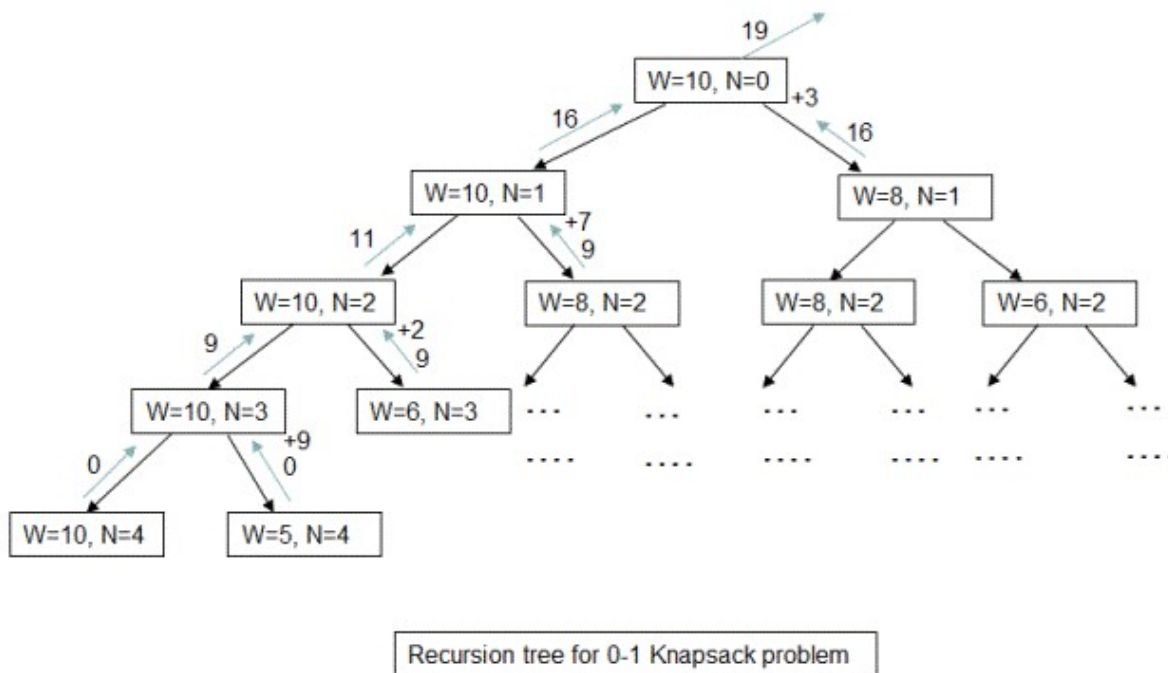 19
W=10, N=0
+3
16
16
W=10, N=1
W=8, N=1
+7
11
9
W=10, N=2
W=8, N=2
W=8, N=2
W=6, N=2
+2
9
9
W=10, N=3
W=6, N=3
... ... ... ... ... ...
+9
0
0
.... .... .... .... .... ....
W=10, N=4
W=5, N=4
Recursion tree for 0-1 Knapsack problem